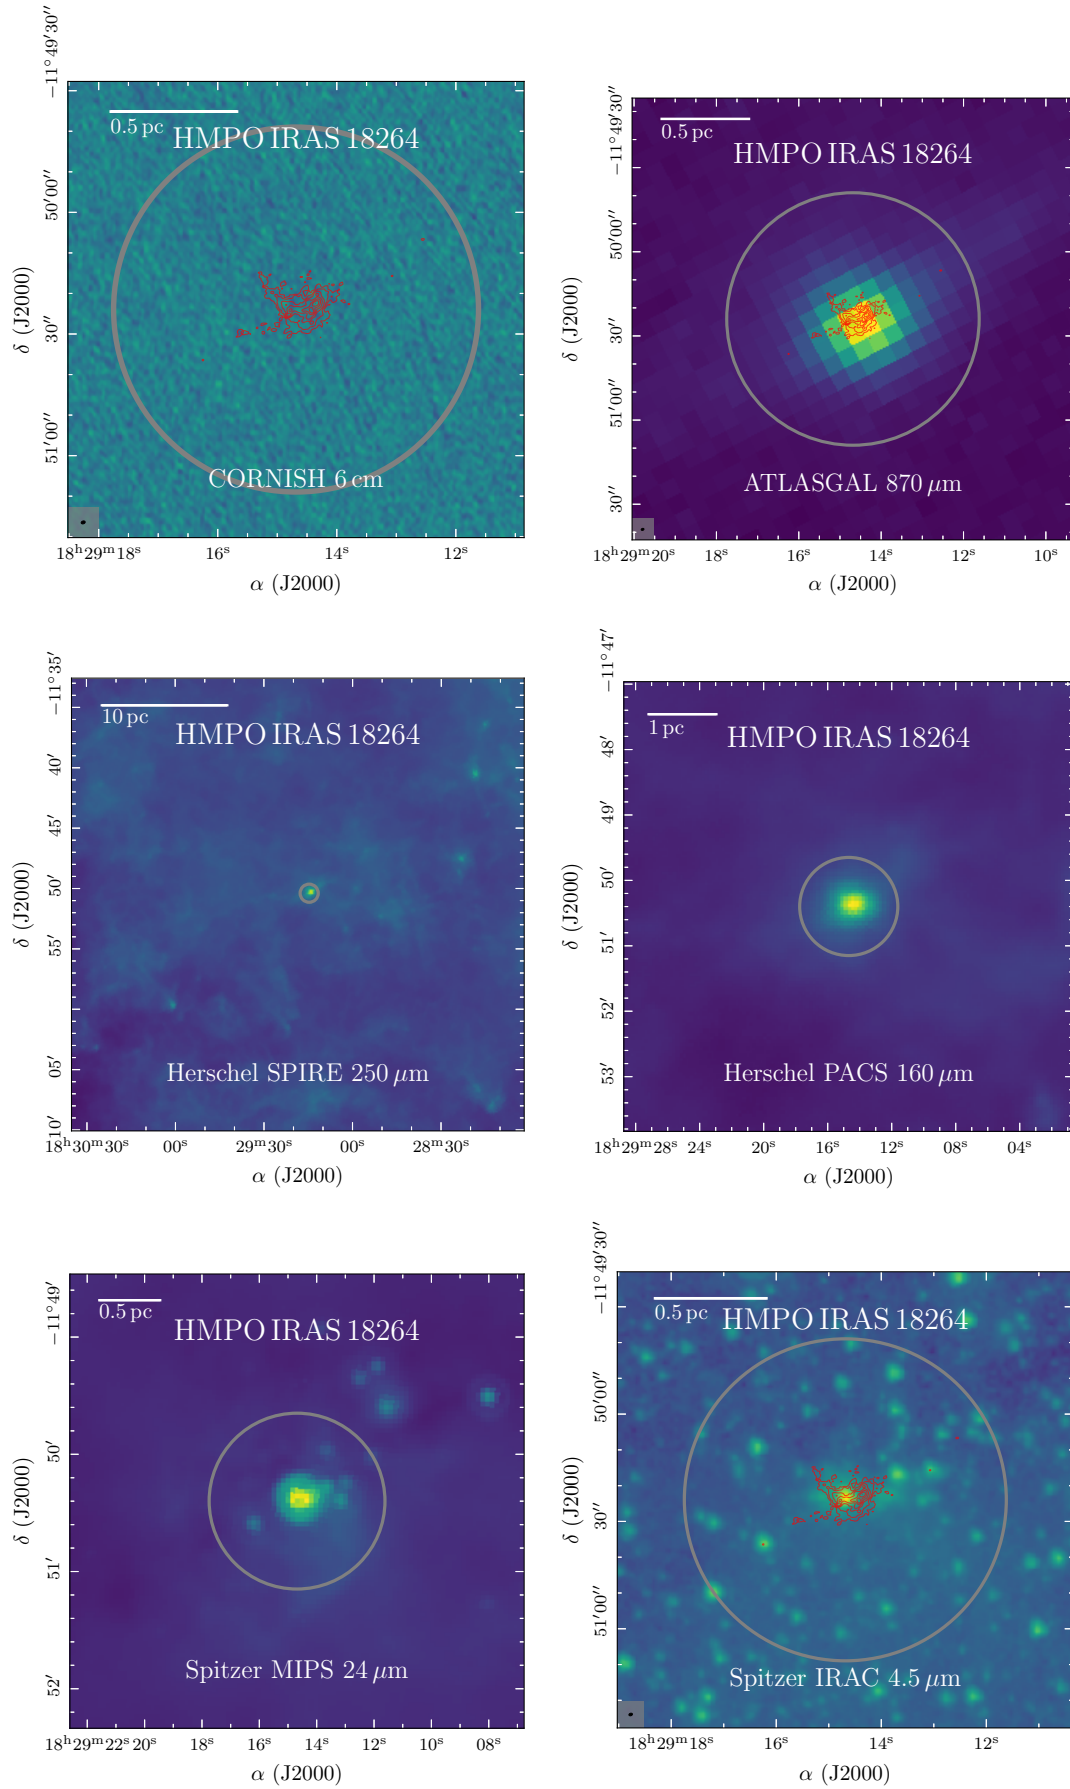 −11°49′30″
0.5 pc
HMPO IRAS 18264
50′00″
δ (J2000)
30″
51′00″
CORNISH 6 cm
18ʰ29ᵐ18ˢ 16ˢ 14ˢ 12ˢ
α (J2000)
−11°49′30″
0.5 pc
HMPO IRAS 18264
50′00″
δ (J2000)
30″
51′00″
ATLASGAL 870 μm
30″
18ʰ29ᵐ20ˢ 18ˢ 16ˢ 14ˢ 12ˢ 10ˢ
α (J2000)
−11°35′
10 pc
HMPO IRAS 18264
40′
45′
δ (J2000)
50′
55′
05′
Herschel SPIRE 250 μm
10′
18ʰ30ᵐ30ˢ 00ˢ 29ᵐ30ˢ 00ˢ 28ᵐ30ˢ
α (J2000)
−11°47′
1 pc
HMPO IRAS 18264
48′
49′
δ (J2000)
50′
51′
52′
Herschel PACS 160 μm
53′
18ʰ29ᵐ28ˢ 24ˢ 20ˢ 16ˢ 12ˢ 08ˢ 04ˢ
α (J2000)
−11°49′
0.5 pc
HMPO IRAS 18264
50′
δ (J2000)
51′
Spitzer MIPS 24 μm
52′
18ʰ29ᵐ22ˢ 20ˢ 18ˢ 16ˢ 14ˢ 12ˢ 10ˢ 08ˢ
α (J2000)
−11°49′30″
0.5 pc
HMPO IRAS 18264
50′00″
δ (J2000)
30″
51′00″
Spitzer IRAC 4.5 μm
18ʰ29ᵐ18ˢ 16ˢ 14ˢ 12ˢ
α (J2000)